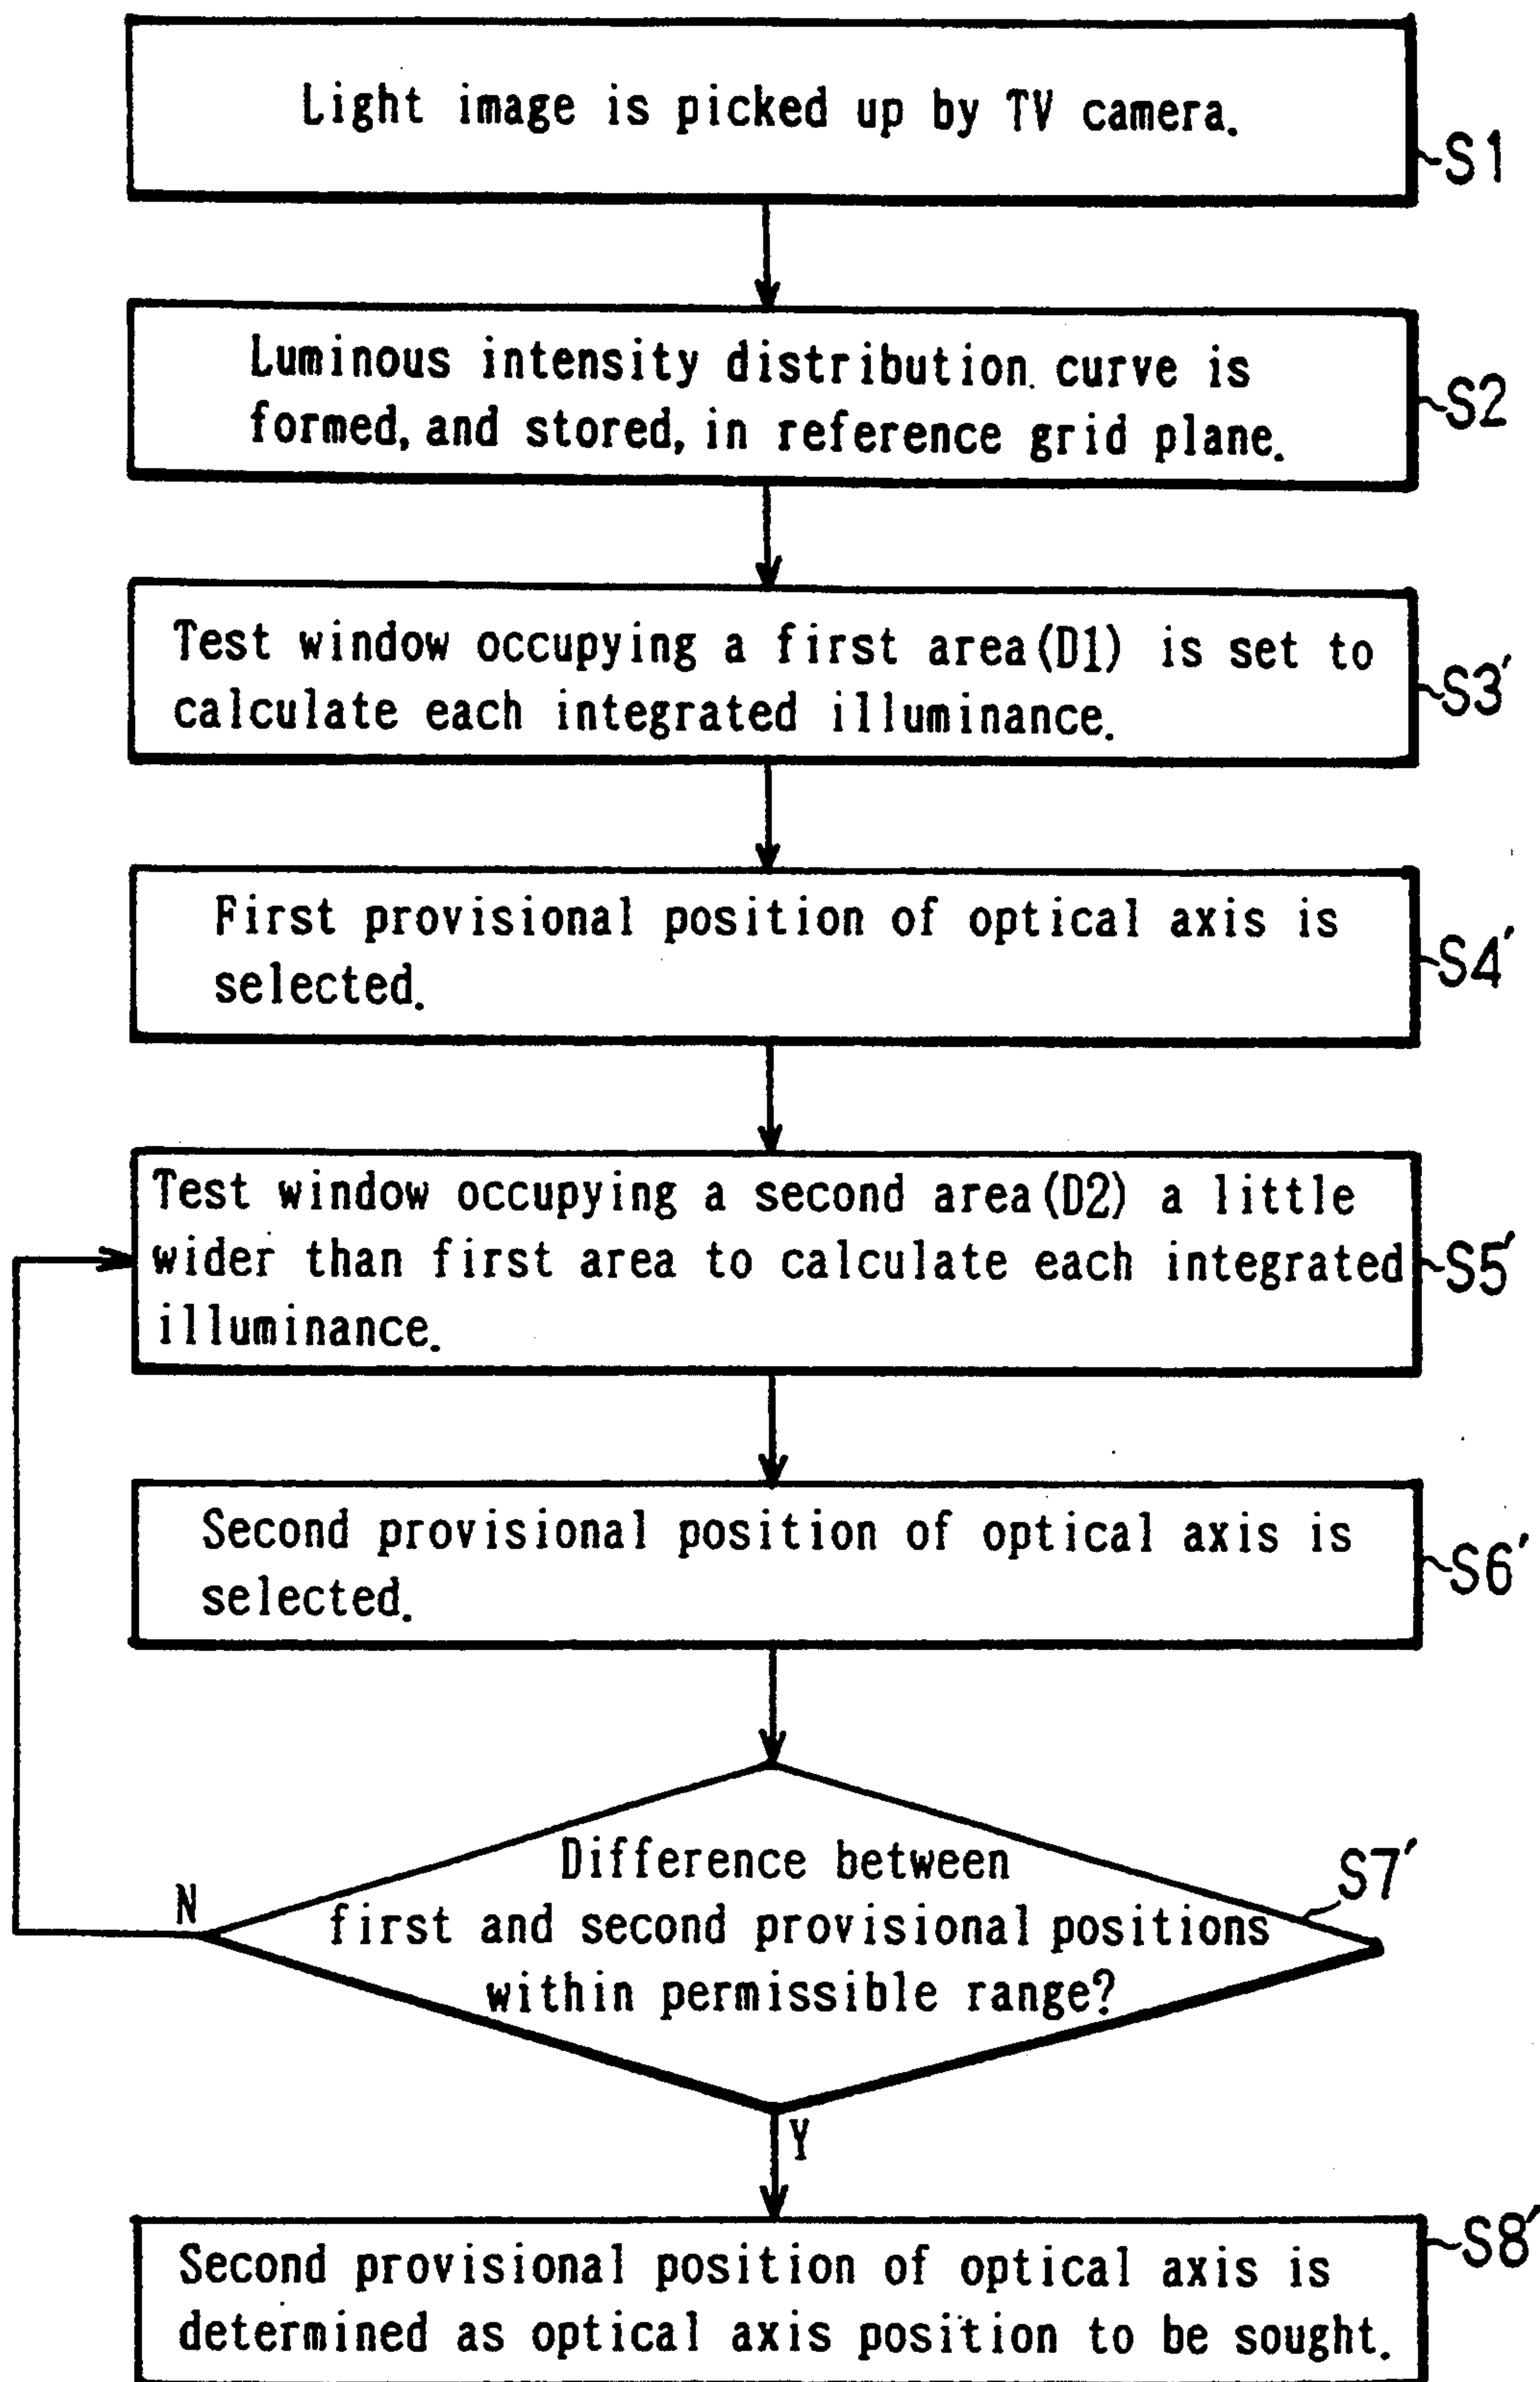 Light image is picked up by TV camera.
S1
Luminous intensity distribution curve is
formed, and stored, in reference grid plane.
S2
Test window occupying a first area(D1) is set to
calculate each integrated illuminance.
S3'
First provisional position of optical axis is
selected.
S4'
Test window occupying a second area(D2) a little
wider than first area to calculate each integrated
illuminance.
S5'
Second provisional position of optical axis is
selected.
S6'
Difference between
first and second provisional positions
within permissible range?
S7'
N
Y
Second provisional position of optical axis is
determined as optical axis position to be sought.
S8'